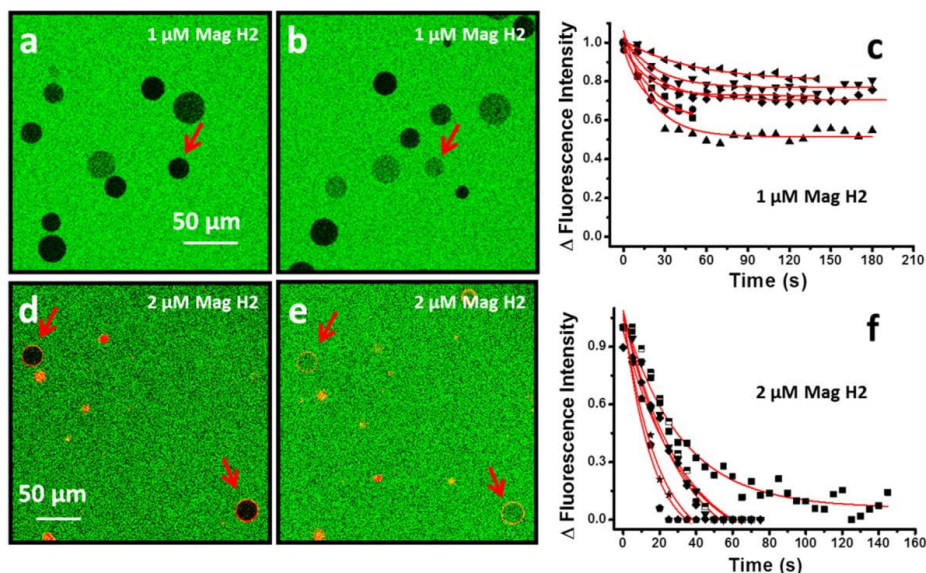 a
1 μM Mag H2
50 μm
b
1 μM Mag H2
c
Δ Fluorescence Intensity
1.0
0.8
0.6
0.4
0.2
0.0
1 μM Mag H2
0 30 60 90 120 150 180 210
Time (s)
d
2 μM Mag H2
50 μm
e
2 μM Mag H2
f
Δ Fluorescence Intensity
0.9
0.6
0.3
0.0
2 μM Mag H2
0 20 40 60 80 100 120 140 160
Time (s)